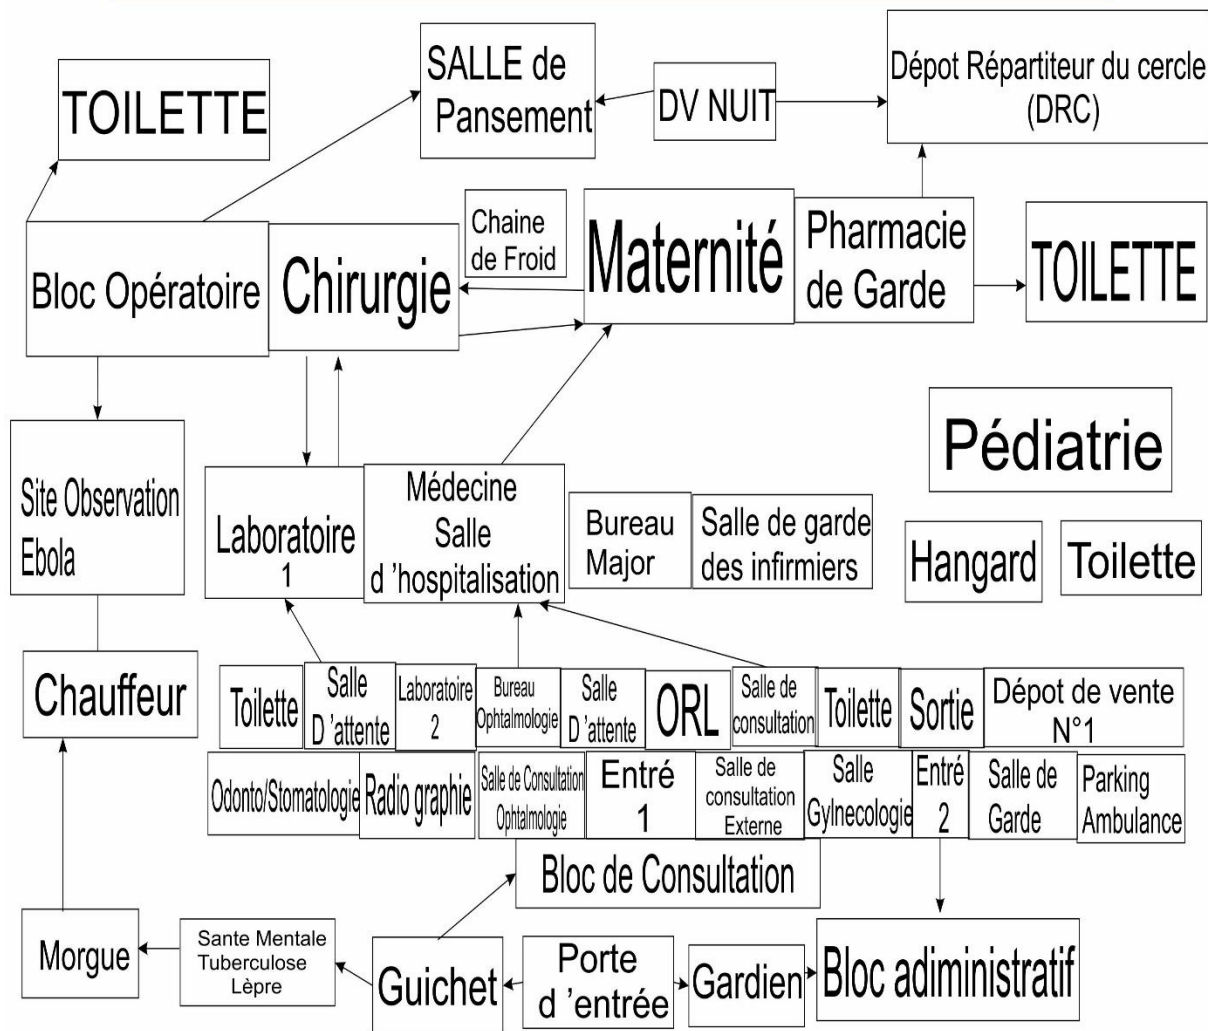 TOILETTE
SALLE de
Pansement
DV NUIT
Dépot Répartiteur du cercle
(DRC)
Bloc Opératoire
Chirurgie
Chaine
de Froid
Maternité
Pharmacie
de Garde
TOILETTE
Pédiatrie
Site Observation
Ebola
Laboratoire
1
Médecine
Salle
d 'hospitalisation
Bureau
Major
Salle de garde
des infirmiers
Hangard
Toilette
Chauffeur
Toilette
Salle
D 'attente
Laboratoire
2
Bureau
Ophtalmologie
Salle
D 'attente
ORL
Salle de
consultation
Toilette
Sortie
Dépot de vente
N°1
Odonto/Stomatologie
Radio graphie
Salle de Consultation
Ophtalmologie
Entré
1
Salle de
consultation
Externe
Salle
Gylnecologie
Entré
2
Salle de
Garde
Parking
Ambulance
Bloc de Consultation
Morgue
Sante Mentale
Tuberculose
Lèpre
Guichet
Porte
d 'entrée
Gardien
Bloc adiministratif